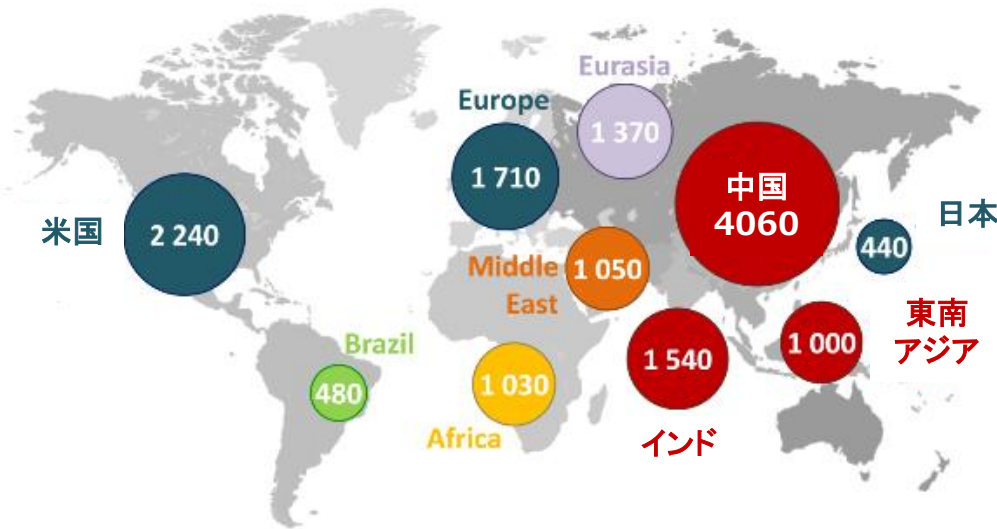 Eurasia
1 370
Europe
1 710
中国
4060
米国
2 240
日本
440
Middle
East
1 050
東南
アジア
1 000
Brazil
480
Africa
1 030
1 540
インド